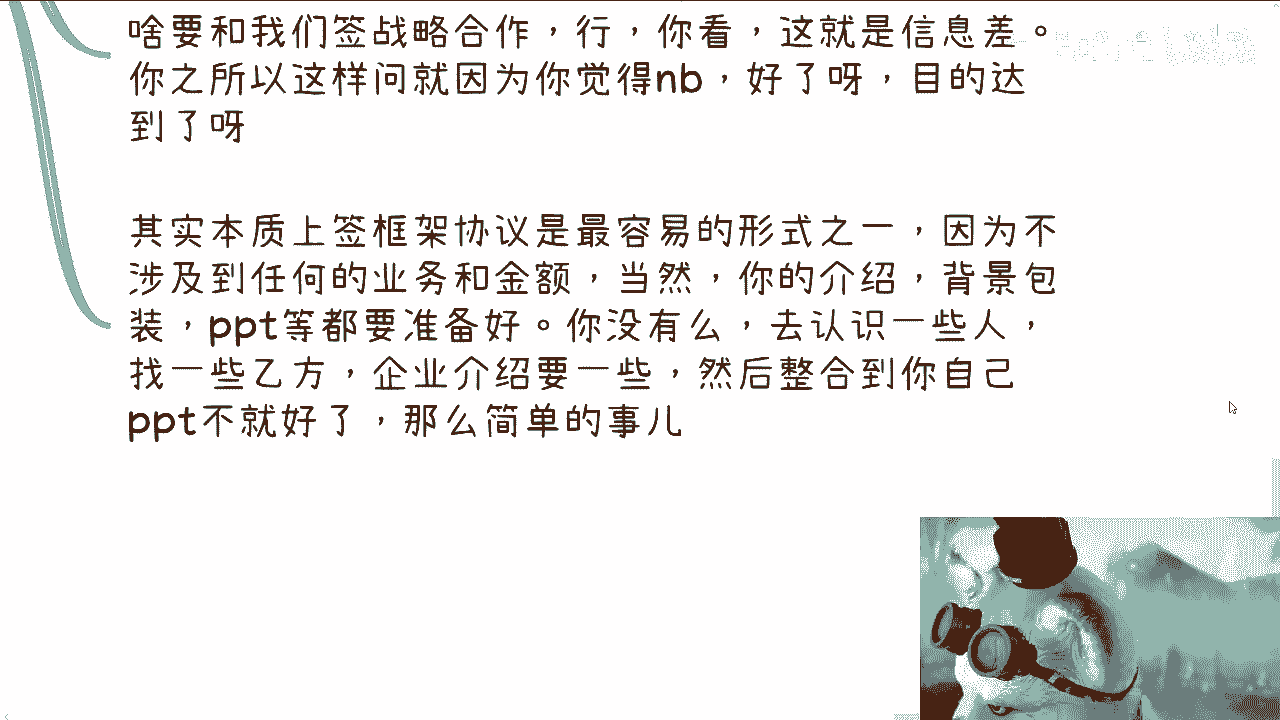 啥要和我们签战略合作，行，你看，这就是信息差。
你之所以这样问就因为你觉得nb，好了呀，目的达
到了呀
其实本质上签框架协议是最容易的形式之一，因为不
涉及到任何的业务和金额，当然，你的介绍，背景包
装，ppt等都要准备好。你没有么，去认识一些人，
找一些乙方，企业介绍要一些，然后整合到你自己
ppt不就好了，那么简单的事儿